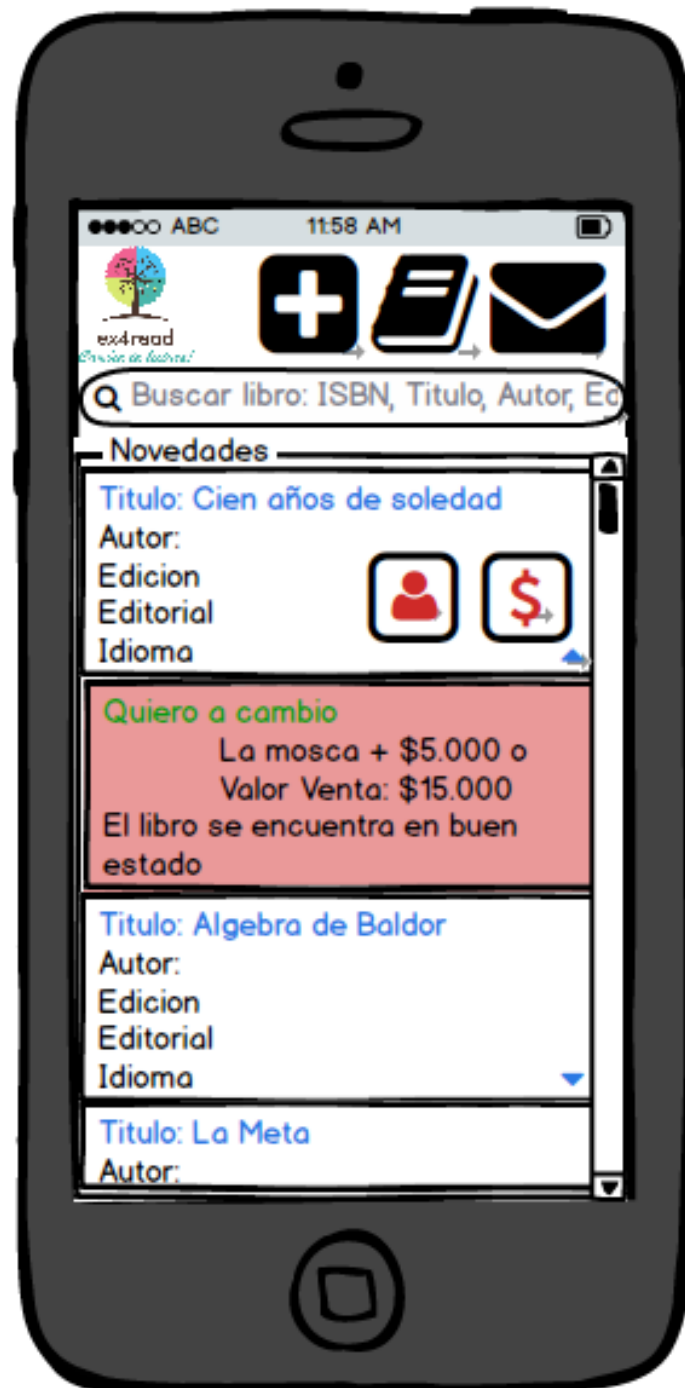 ABC 11:58 AM
ex4read
Buscar libro: ISBN, Titulo, Autor, Ed
Novedades
Titulo: Cien años de soledad
Autor:
Edicion
Editorial
Idioma
$
Quiero a cambio
La mosca + $5.000 o
Valor Venta: $15.000
El libro se encuentra en buen
estado
Titulo: Algebra de Baldor
Autor:
Edicion
Editorial
Idioma
Titulo: La Meta
Autor: